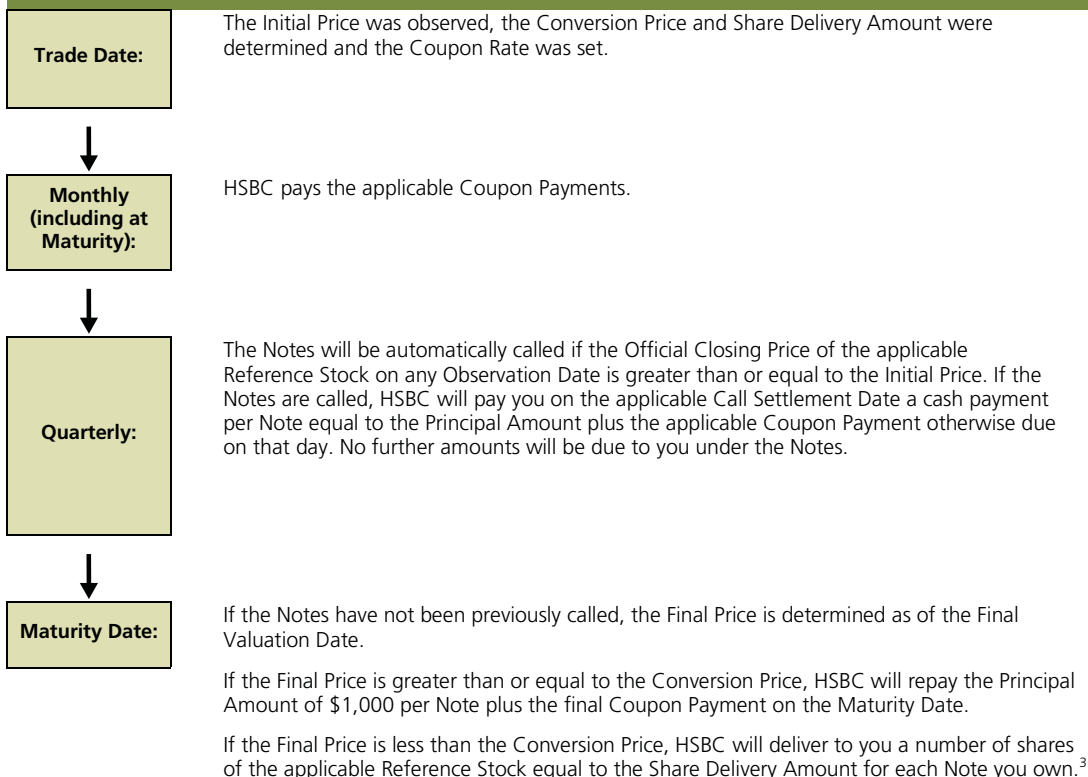 Trade Date:
The Initial Price was observed, the Conversion Price and Share Delivery Amount were
determined and the Coupon Rate was set.
Monthly
(including at
Maturity):
HSBC pays the applicable Coupon Payments.
Quarterly:
The Notes will be automatically called if the Official Closing Price of the applicable
Reference Stock on any Observation Date is greater than or equal to the Initial Price. If the
Notes are called, HSBC will pay you on the applicable Call Settlement Date a cash payment
per Note equal to the Principal Amount plus the applicable Coupon Payment otherwise due
on that day. No further amounts will be due to you under the Notes.
Maturity Date:
If the Notes have not been previously called, the Final Price is determined as of the Final
Valuation Date.
If the Final Price is greater than or equal to the Conversion Price, HSBC will repay the Principal
Amount of $1,000 per Note plus the final Coupon Payment on the Maturity Date.
If the Final Price is less than the Conversion Price, HSBC will deliver to you a number of shares
of the applicable Reference Stock equal to the Share Delivery Amount for each Note you own.3